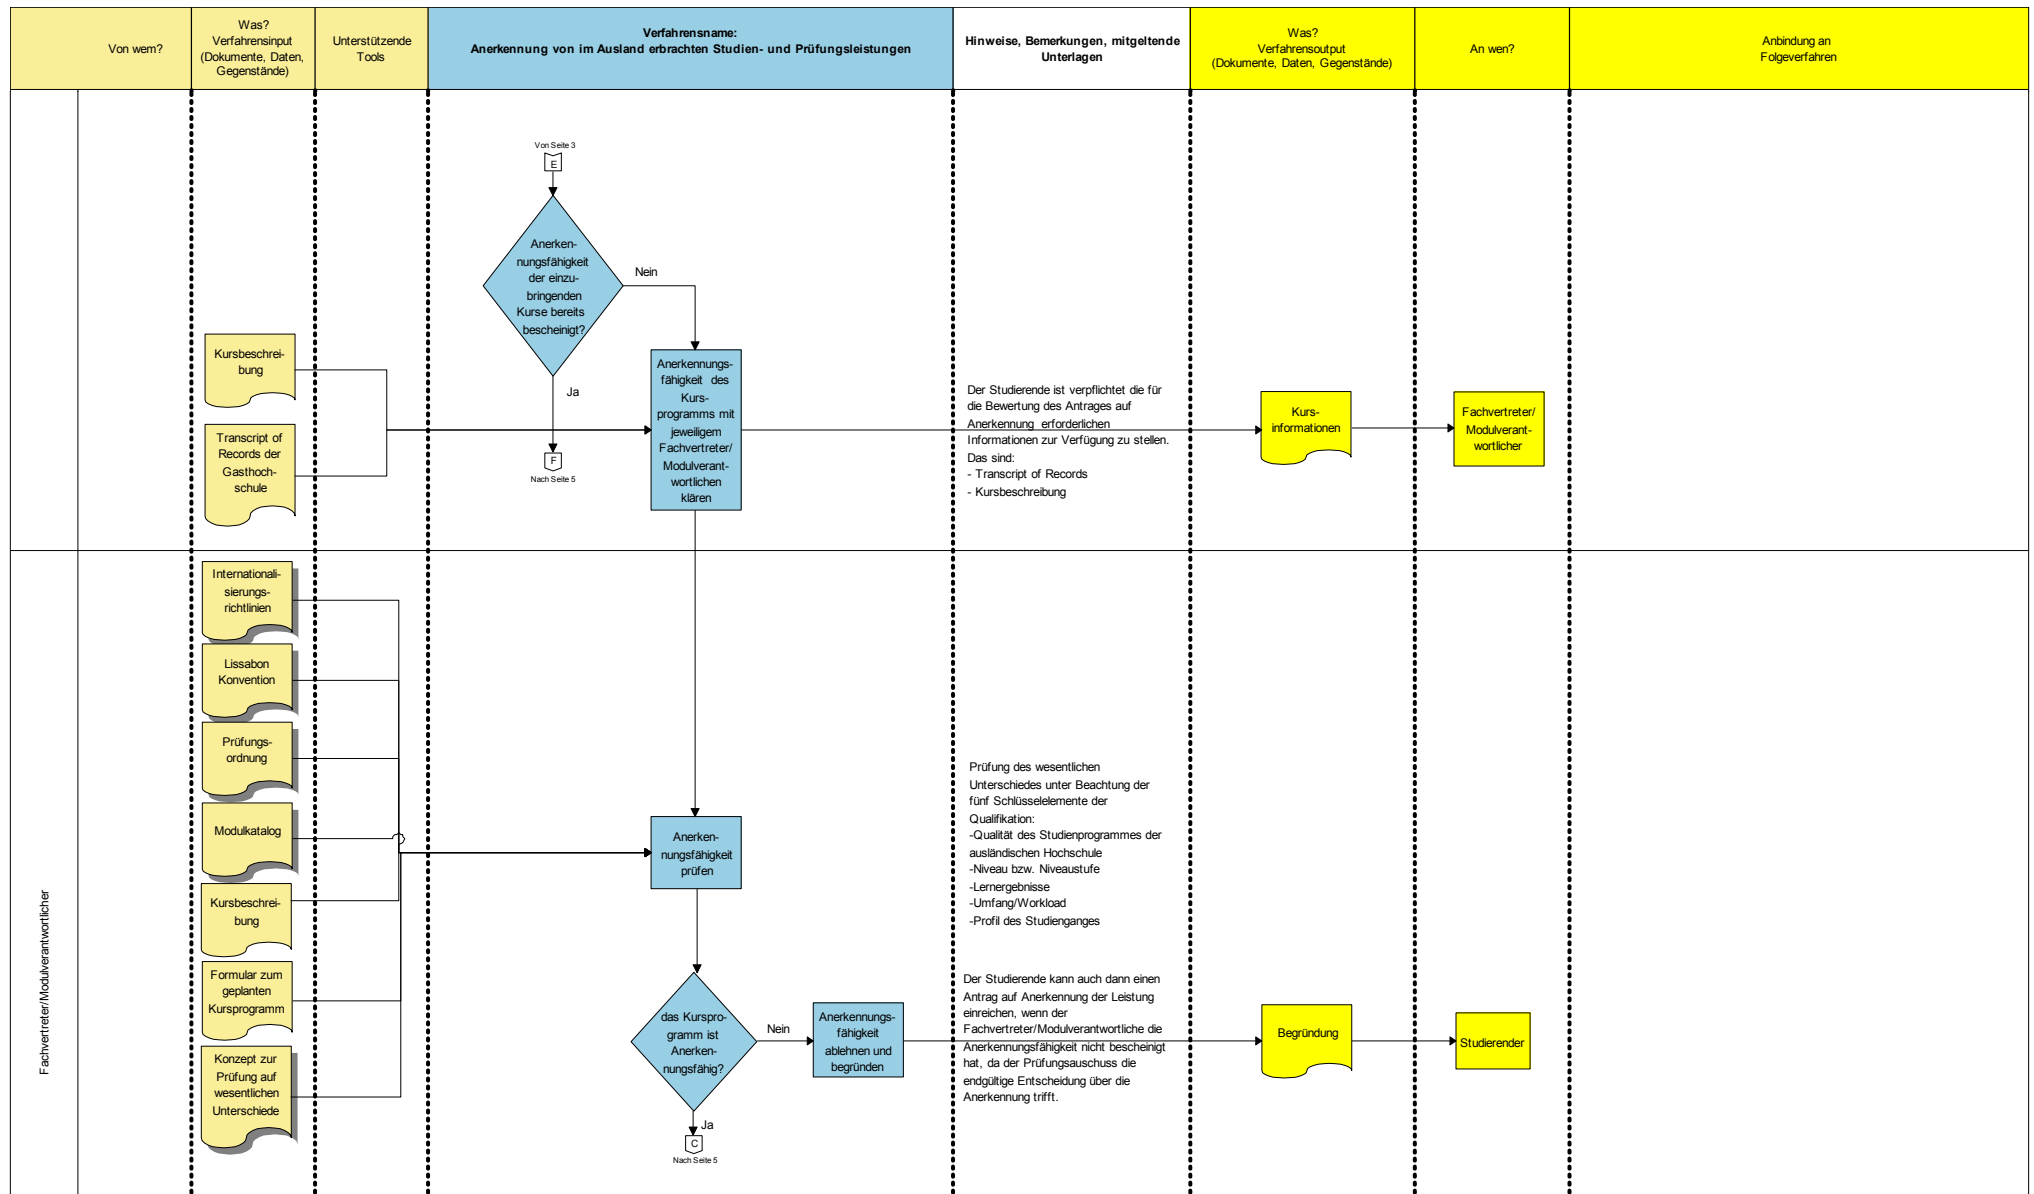 Von wem?
Was?
Verfahrensinput
(Dokumente, Daten,
Gegenstände)
Unterstützende
Tools
Verfahrensname:
Anerkennung von im Ausland erbrachten Studien- und Prüfungsleistungen
Hinweise, Bemerkungen, mitgeltende
Unterlagen
Was?
Verfahrensoutput
(Dokumente, Daten, Gegenstände)
An wen?
Anbindung an
Folgeverfahren
Von Seite 3
E
Anerken-
nungsfähigkeit
der einzu-
bringenden
Kurse bereits
bescheinigt?
Nein
Ja
F
Nach Seite 5
Kursbeschrei-
bung
Transcript of
Records der
Gasthoch-
schule
Anerkennungs-
fähigkeit des
Kurs-
programms mit
jeweiligem
Fachvertreter/
Modulverant-
wortlichen
klären
Der Studierende ist verpflichtet die für
die Bewertung des Antrages auf
Anerkennung erforderlichen
Informationen zur Verfügung zu stellen.
Das sind:
- Transcript of Records
- Kursbeschreibung
Kurs-
informationen
Fachvertreter/
Modulverant-
wortlicher
Fachvertreter/Modulverantwortlicher
Internationali-
sierungs-
richtlinien
Lissabon
Konvention
Prüfungs-
ordnung
Modulkatalog
Kursbeschrei-
bung
Formular zum
geplanten
Kursprogramm
Konzept zur
Prüfung auf
wesentlichen
Unterschiede
Anerken-
nungsfähigkeit
prüfen
Prüfung des wesentlichen
Unterschiedes unter Beachtung der
fünf Schlüsselelemente der
Qualifikation:
-Qualität des Studienprogrammes der
ausländischen Hochschule
-Niveau bzw. Niveaustufe
-Lernergebnisse
-Umfang/Workload
-Profil des Studienganges
das Kurspro-
gramm ist
Anerken-
nungsfähig?
Nein
Anerkennungs-
fähigkeit
ablehnen und
begründen
Der Studierende kann auch dann einen
Antrag auf Anerkennung der Leistung
einreichen, wenn der
Fachvertreter/Modulverantwortliche die
Anerkennungsfähigkeit nicht bescheinigt
hat, da der Prüfungsauschuss die
endgültige Entscheidung über die
Anerkennung trifft.
Begründung
Studierender
Ja
C
Nach Seite 5